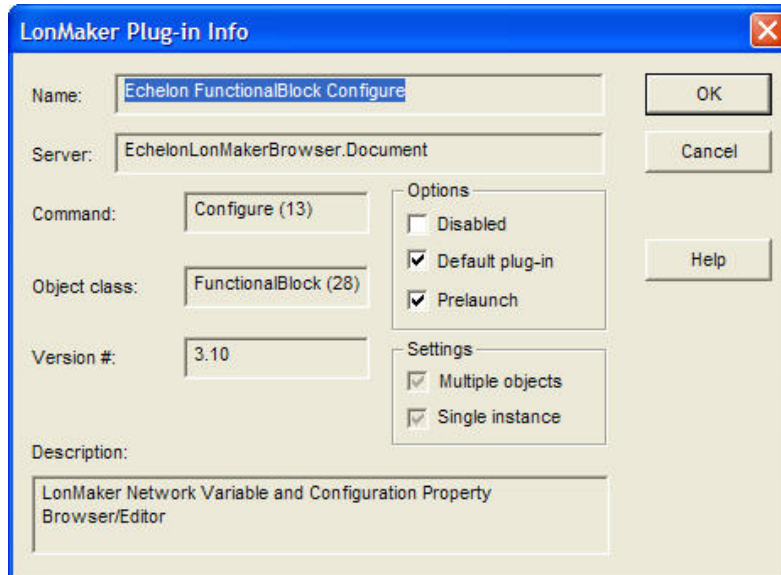 LonMaker Plug-in Info
Name: Echelon FunctionalBlock Configure
OK
Server: EchelonLonMakerBrowser.Document
Cancel
Command: Configure (13)
Options
Disabled
Default plug-in
Prelaunch
Help
Object class: FunctionalBlock (28)
Version #: 3.10
Settings
Multiple objects
Single instance
Description:
LonMaker Network Variable and Configuration Property
Browser/Editor